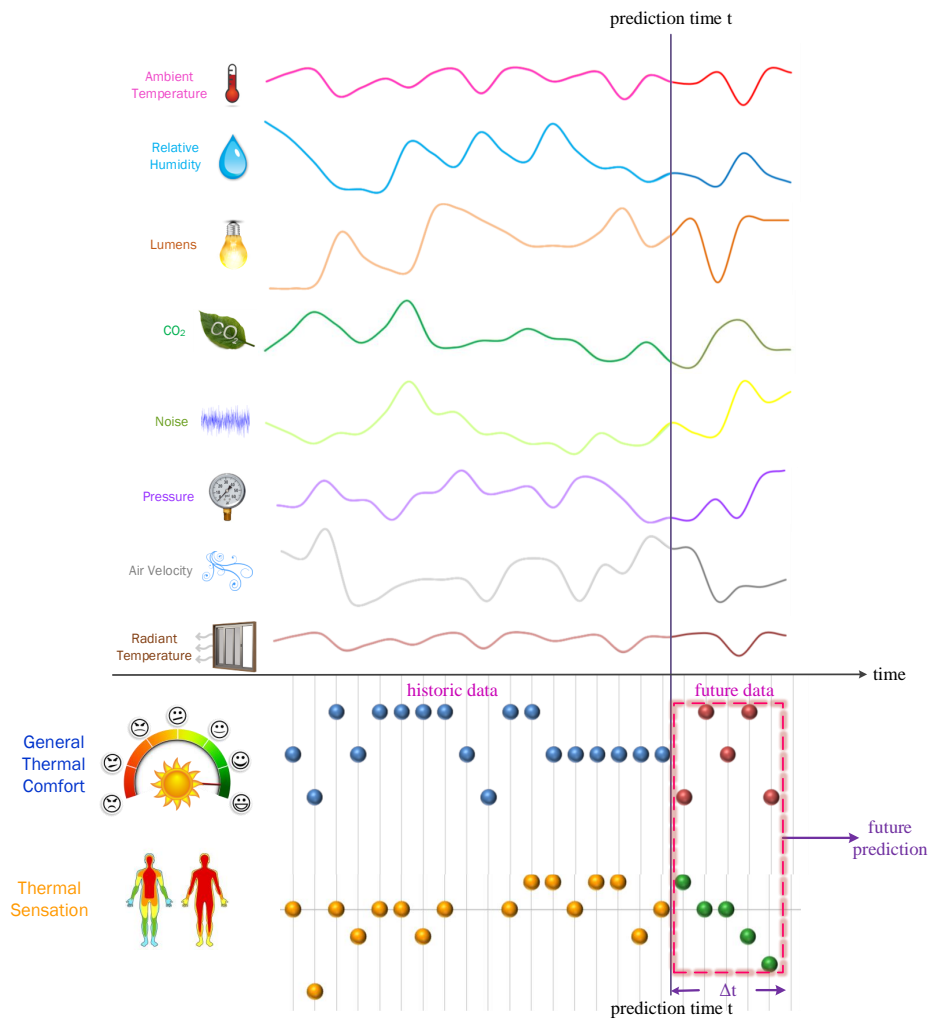 prediction time t
Ambient
Temperature
Relative
Humidity
Lumens
CO₂
CO₂
Noise
Pressure
Air Velocity
Radiant
Temperature
time
historic data
future data
General
Thermal
Comfort
future
prediction
Thermal
Sensation
Δt
prediction time t